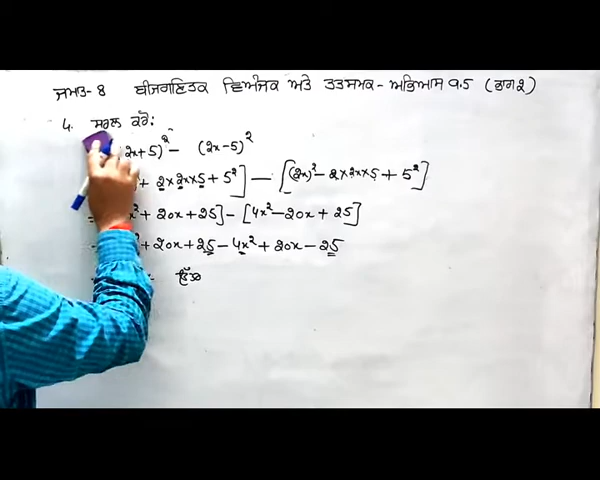 ਜਮਾਤ- 8 ਬੀਜਗਣਿਤਕ ਵਿਅੰਜਕ ਅਤੇ ਤਤਸਮਕ - ਅਭਿਆਸ 9.5 (ਭਾਗ 2)
4. ਸਰਲ ਕਰੋ:
(2x+5)² - (2x-5)²
+ 2×2x×5 + 5²] - [(2x)² - 2×2x×5 + 5²]
x² + 20x + 25] - [4x² - 20x + 25]
² + 20x + 25 - 4x² + 20x - 25
ਉੱਤਰ